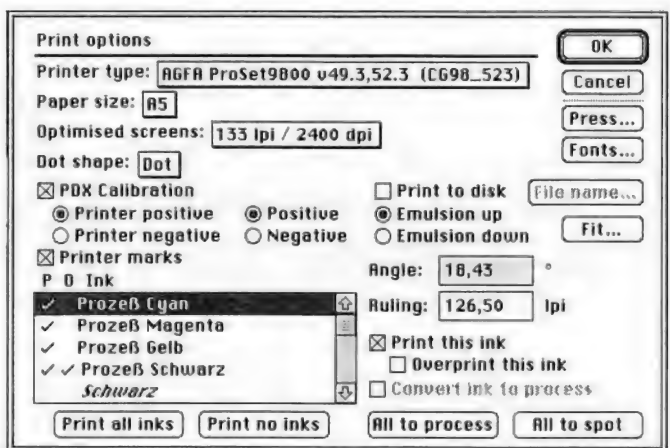 Print options
OK
Printer type: AGFA ProSet9800 v49.3,52.3 (CG98_523)
Cancel
Paper size: A5
Press...
Optimised screens: 133 lpi / 2400 dpi
Fonts...
Dot shape: Dot
PDX Calibration
Print to disk
File name...
Printer positive
Positive
Emulsion up
Printer negative
Negative
Emulsion down
Fit...
Printer marks
Angle: 18,43 °
P O Ink
Prozeß Cyan
Ruling: 126,50 lpi
Prozeß Magenta
Prozeß Gelb
Print this ink
Prozeß Schwarz
Overprint this ink
Schwarz
Convert ink to process
Print all inks
Print no inks
All to process
All to spot